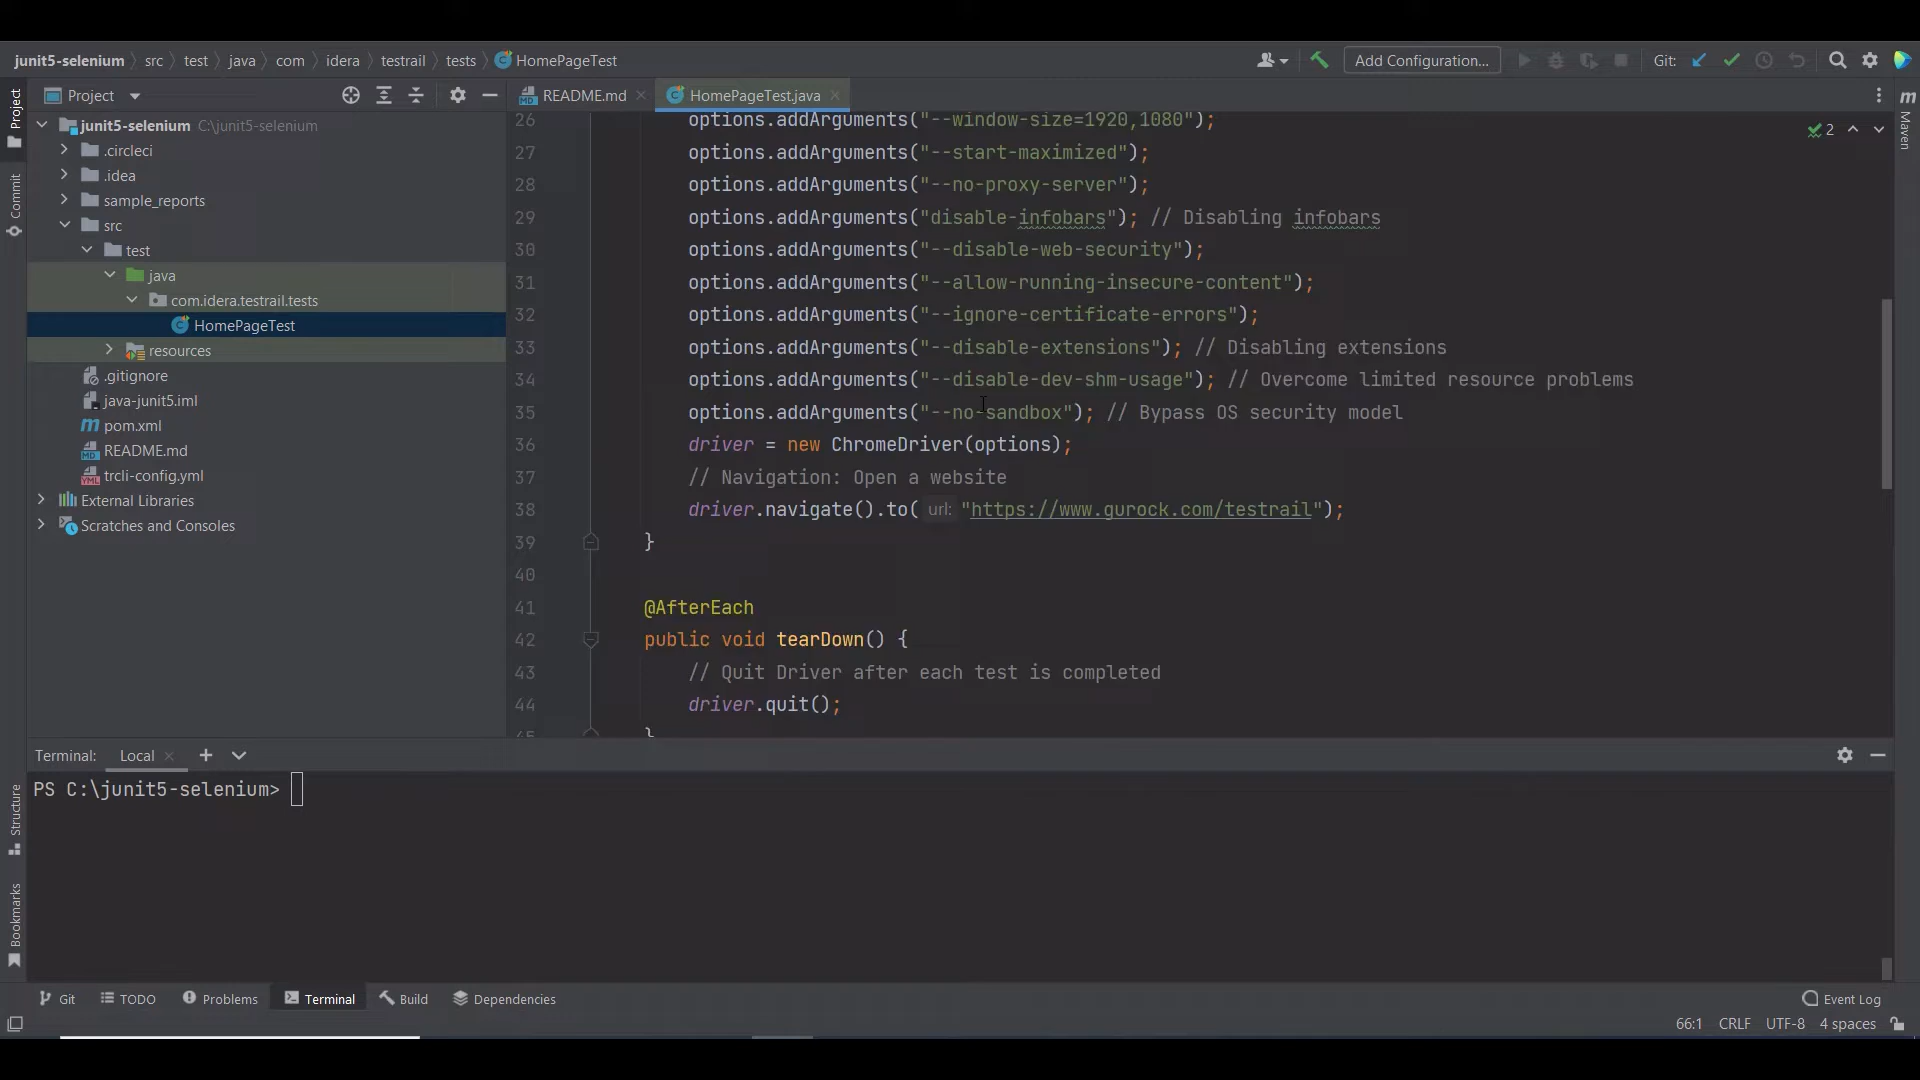 junit5-selenium src test java com idera testrail tests HomePageTest Add Configuration... Git:
Project README.md HomePageTest.java
junit5-selenium C:\junit5-selenium
.circleci
.idea
sample_reports
src
test
java
com.idera.testrail.tests
HomePageTest
resources
.gitignore
java-junit5.iml
pom.xml
README.md
trcli-config.yml
External Libraries
Scratches and Consoles
2
26 options.addArguments("--window-size=1920,1080");
27 options.addArguments("--start-maximized");
28 options.addArguments("--no-proxy-server");
29 options.addArguments("disable-infobars"); // Disabling infobars
30 options.addArguments("--disable-web-security");
31 options.addArguments("--allow-running-insecure-content");
32 options.addArguments("--ignore-certificate-errors");
33 options.addArguments("--disable-extensions"); // Disabling extensions
34 options.addArguments("--disable-dev-shm-usage"); // Overcome limited resource problems
35 options.addArguments("--no-sandbox"); // Bypass OS security model
36 driver = new ChromeDriver(options);
37 // Navigation: Open a website
38 driver.navigate().to( url: "https://www.gurock.com/testrail");
39 }
40
41 @AfterEach
42 public void tearDown() {
43 // Quit Driver after each test is completed
44 driver.quit();
45 }
Terminal: Local
PS C:\junit5-selenium>
Git TODO Problems Terminal Build Dependencies Event Log
66:1 CRLF UTF-8 4 spaces
Project
Commit
Structure
Bookmarks
m Maven